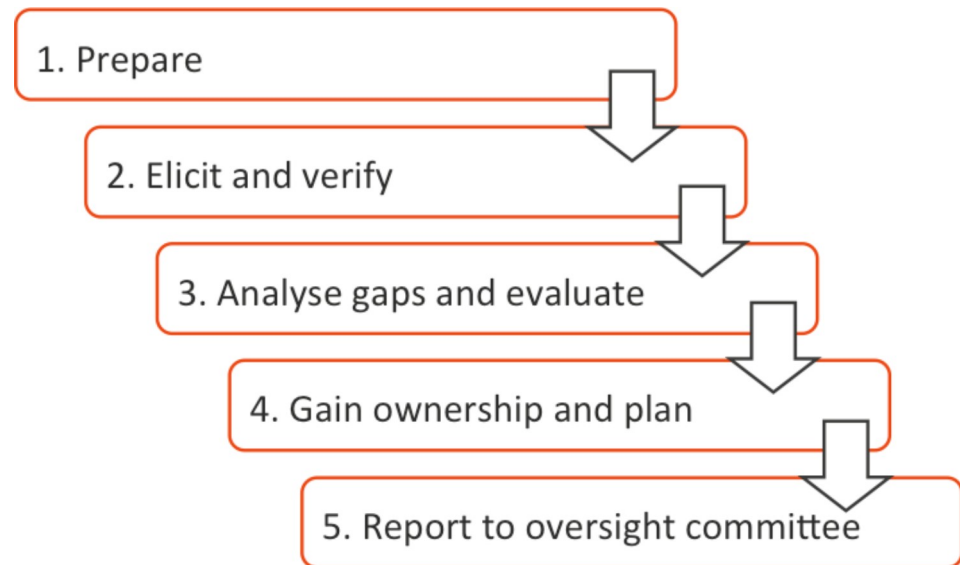 1. Prepare
2. Elicit and verify
3. Analyse gaps and evaluate
4. Gain ownership and plan
5. Report to oversight committee